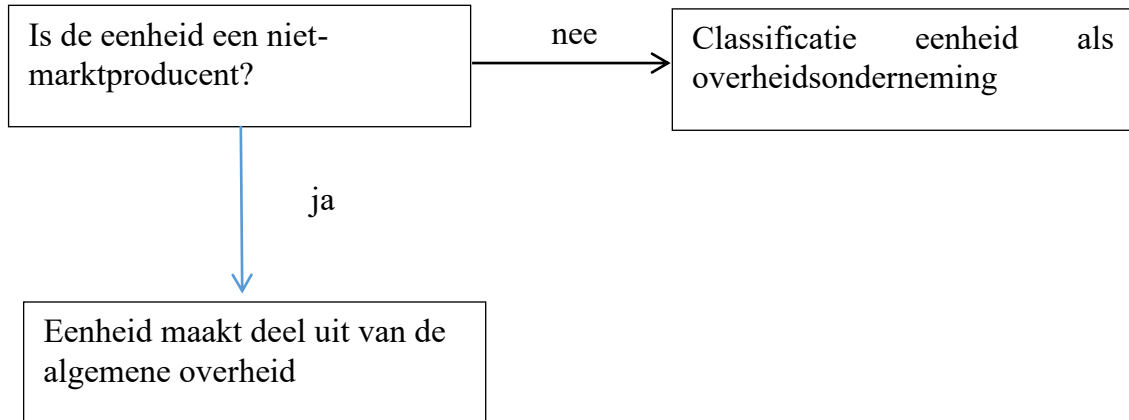 Is de eenheid een niet-
marktproducent?
nee
Classificatie eenheid als
overheidsonderneming
ja
Eenheid maakt deel uit van de
algemene overheid